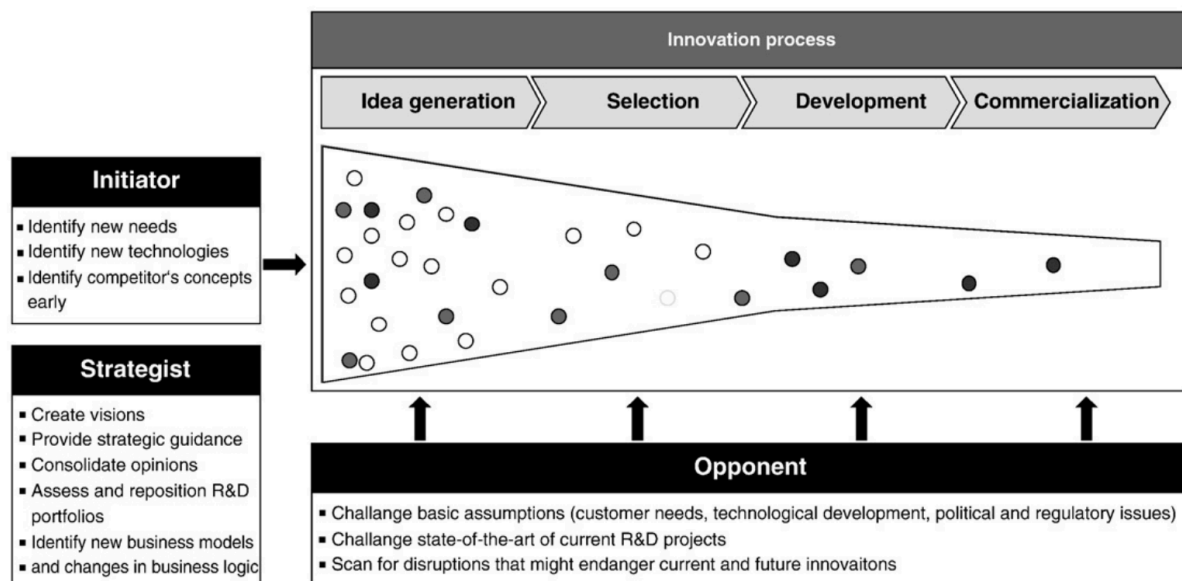 Innovation process
Idea generation
Selection
Development
Commercialization
Initiator
▪ Identify new needs
▪ Identify new technologies
▪ Identify competitor's concepts
early
Strategist
▪ Create visions
▪ Provide strategic guidance
▪ Consolidate opinions
▪ Assess and reposition R&D
portfolios
▪ Identify new business models
▪ and changes in business logic
Opponent
▪ Challange basic assumptions (customer needs, technological development, political and regulatory issues)
▪ Challange state-of-the-art of current R&D projects
▪ Scan for disruptions that might endanger current and future innovaitons